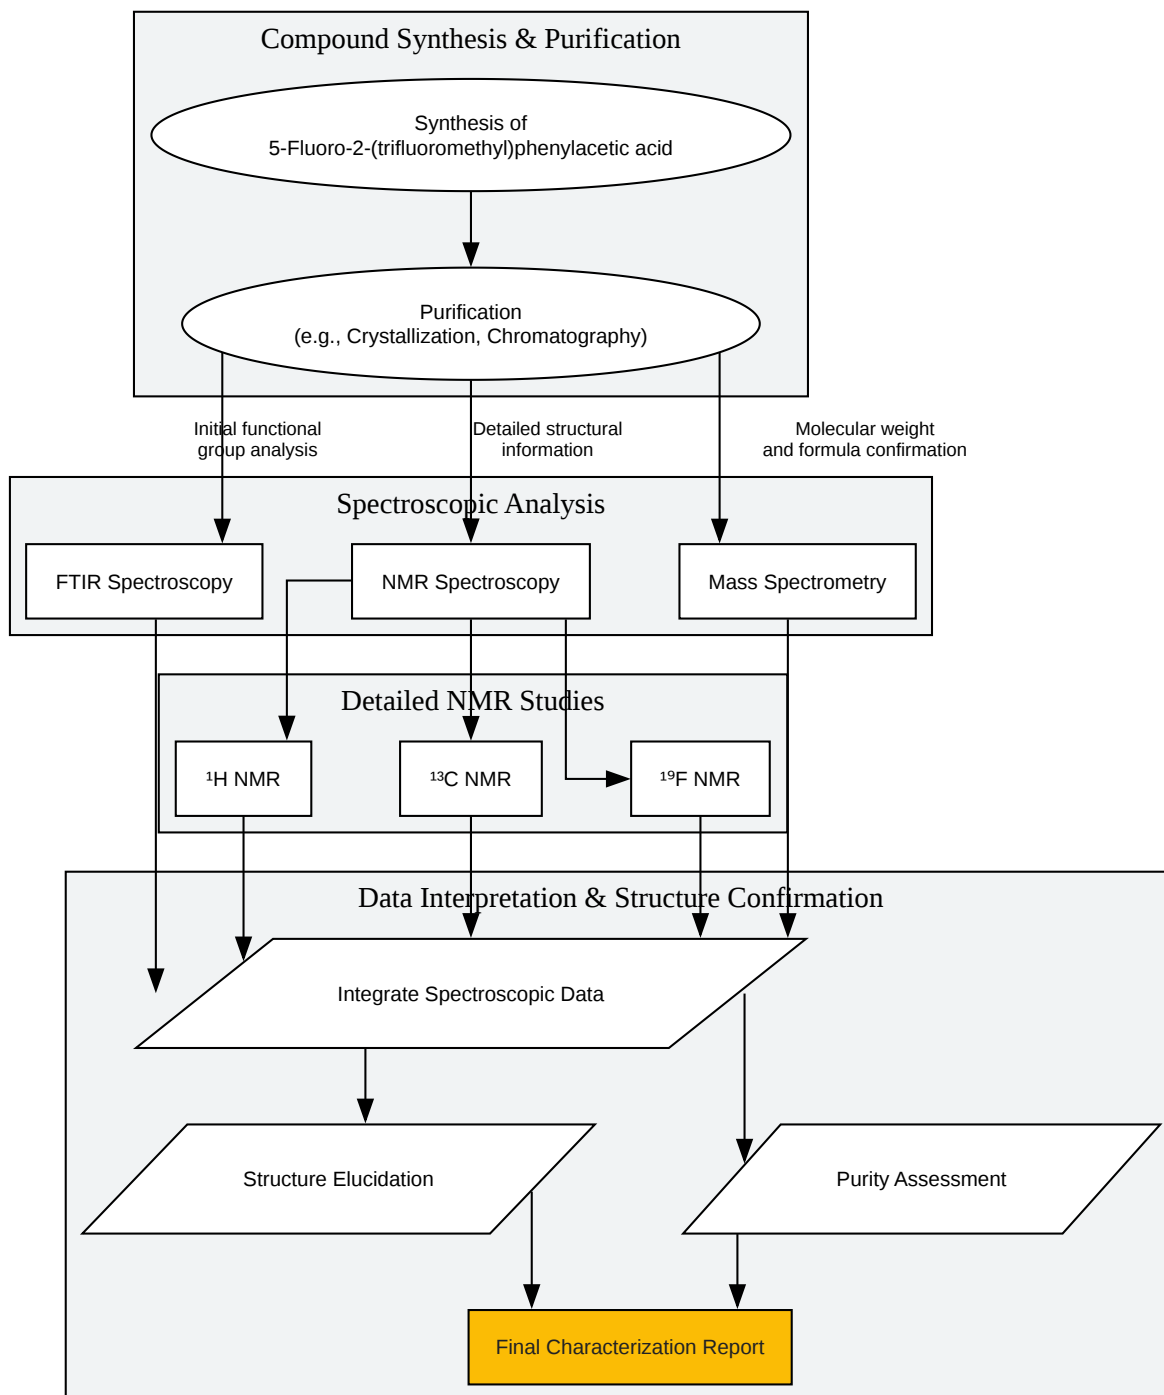 Compound Synthesis & Purification
Synthesis of
5-Fluoro-2-(trifluoromethyl)phenylacetic acid
Purification
(e.g., Crystallization, Chromatography)
Initial functional
group analysis
Detailed structural
information
Molecular weight
and formula confirmation
Spectroscopic Analysis
FTIR Spectroscopy
NMR Spectroscopy
Mass Spectrometry
Detailed NMR Studies
¹H NMR
¹³C NMR
¹⁹F NMR
Data Interpretation & Structure Confirmation
Integrate Spectroscopic Data
Structure Elucidation
Purity Assessment
Final Characterization Report